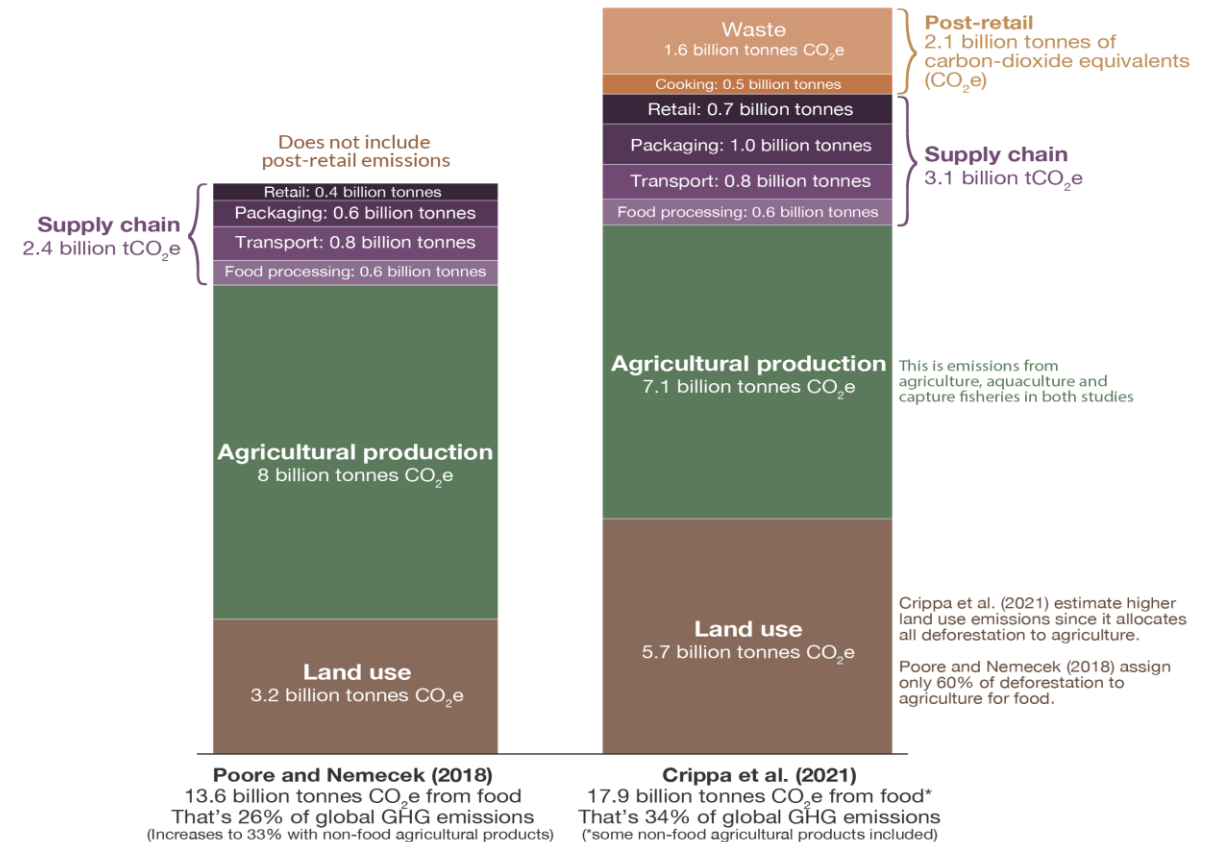 Does not include
post-retail emissions
Supply chain
2.4 billion tCO₂e
Retail: 0.4 billion tonnes
Packaging: 0.6 billion tonnes
Transport: 0.8 billion tonnes
Food processing: 0.6 billion tonnes
Agricultural production
8 billion tonnes CO₂e
Land use
3.2 billion tonnes CO₂e
Poore and Nemecek (2018)
13.6 billion tonnes CO₂e from food
That's 26% of global GHG emissions
(Increases to 33% with non-food agricultural products)
Waste
1.6 billion tonnes CO₂e
Cooking: 0.5 billion tonnes
Retail: 0.7 billion tonnes
Packaging: 1.0 billion tonnes
Transport: 0.8 billion tonnes
Food processing: 0.6 billion tonnes
Agricultural production
7.1 billion tonnes CO₂e
Land use
5.7 billion tonnes CO₂e
Crippa et al. (2021)
17.9 billion tonnes CO₂e from food*
That's 34% of global GHG emissions
(*some non-food agricultural products included)
Post-retail
2.1 billion tonnes of
carbon-dioxide equivalents
(CO₂e)
Supply chain
3.1 billion tCO₂e
This is emissions from
agriculture, aquaculture and
capture fisheries in both studies
Crippa et al. (2021) estimate higher
land use emissions since it allocates
all deforestation to agriculture.
Poore and Nemecek (2018) assign
only 60% of deforestation to
agriculture for food.